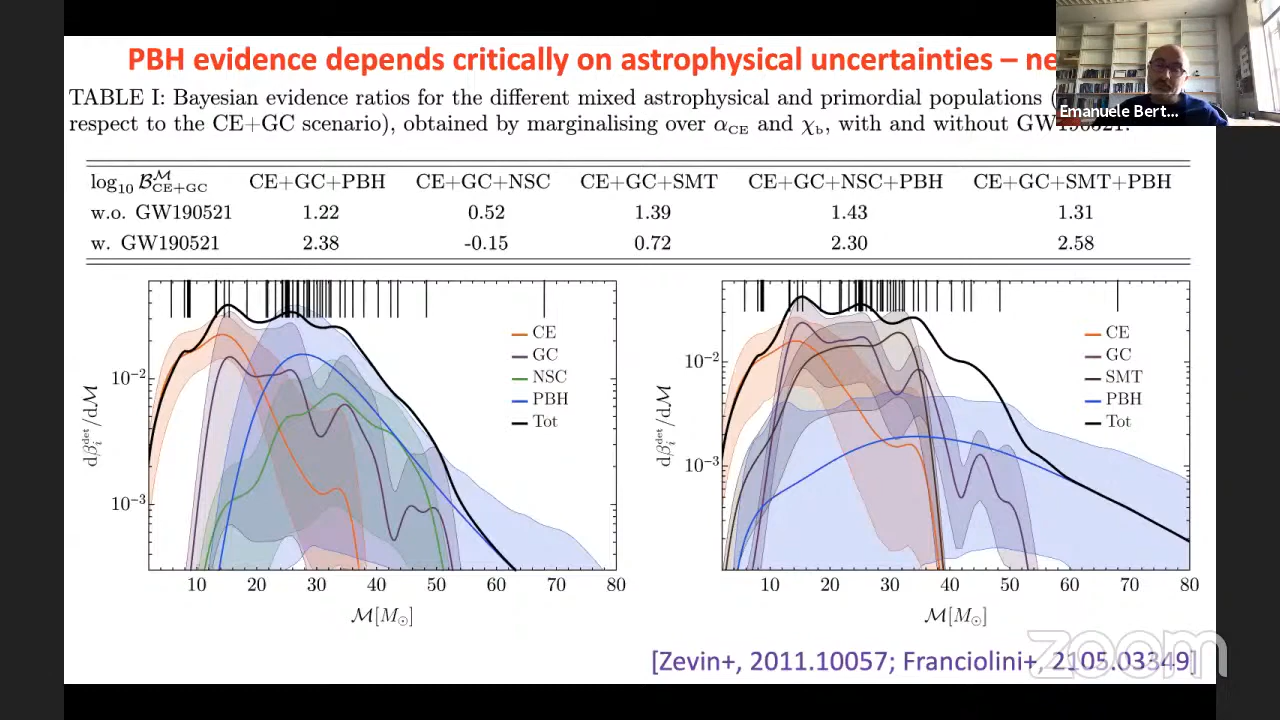 PBH evidence depends critically on astrophysical uncertainties – ne
TABLE I: Bayesian evidence ratios for the different mixed astrophysical and primordial populations (
respect to the CE+GC scenario), obtained by marginalising over α_CE and χ_b, with and without GW190521.
Emanuele Bert...
log₁₀ 𝓑^𝓜_CE+GC CE+GC+PBH CE+GC+NSC CE+GC+SMT CE+GC+NSC+PBH CE+GC+SMT+PBH
w.o. GW190521 1.22 0.52 1.39 1.43 1.31
w. GW190521 2.38 -0.15 0.72 2.30 2.58
CE
GC
NSC
PBH
Tot
10⁻²
10⁻³
dβ_i^det/d𝓜
10 20 30 40 50 60 70 80
𝓜[M_⊙]
CE
GC
SMT
PBH
Tot
10⁻²
10⁻³
dβ_i^det/d𝓜
10 20 30 40 50 60 70 80
𝓜[M_⊙]
[Zevin+, 2011.10057; Franciolini+, 2105.03349]
zoom